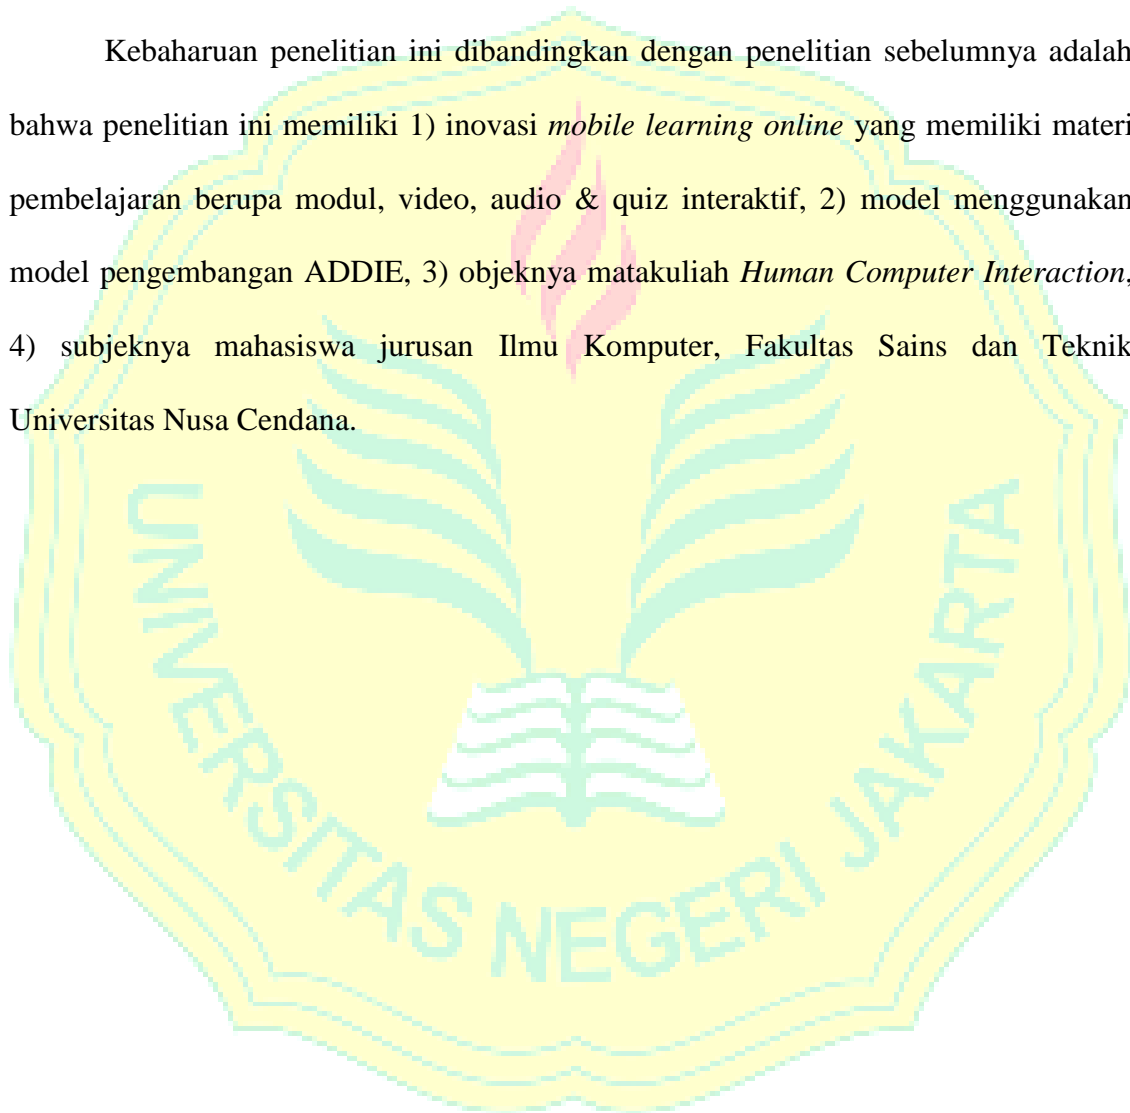 Kebaharuan penelitian ini dibandingkan dengan penelitian sebelumnya adalah
bahwa penelitian ini memiliki 1) inovasi mobile learning online yang memiliki materi
pembelajaran berupa modul, video, audio & quiz interaktif, 2) model menggunakan
model pengembangan ADDIE, 3) objeknya matakuliah Human Computer Interaction,
4) subjeknya mahasiswa jurusan Ilmu Komputer, Fakultas Sains dan Teknik
Universitas Nusa Cendana.
UNIVERSITAS NEGERI JAKARTA